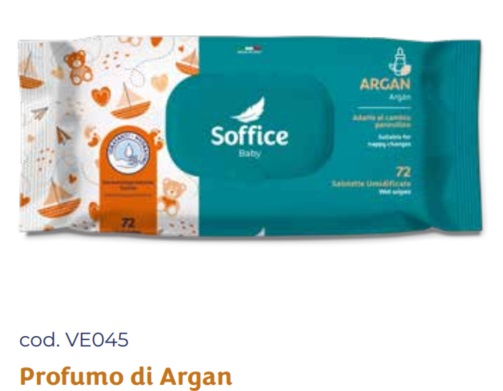 Soffice
Baby
ARGAN
Argan
Adatte al cambio
pannolino
Suitable for
nappy changes
72
Salviette Umidificate
Wet wipes
72
cod. VE045
Profumo di Argan